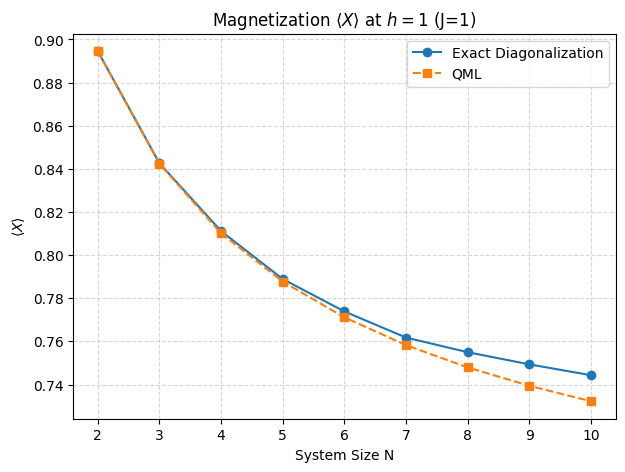 Magnetization ⟨X⟩ at h = 1 (J=1)
Exact Diagonalization
QML
⟨X⟩
0.90
0.88
0.86
0.84
0.82
0.80
0.78
0.76
0.74
2 3 4 5 6 7 8 9 10
System Size N